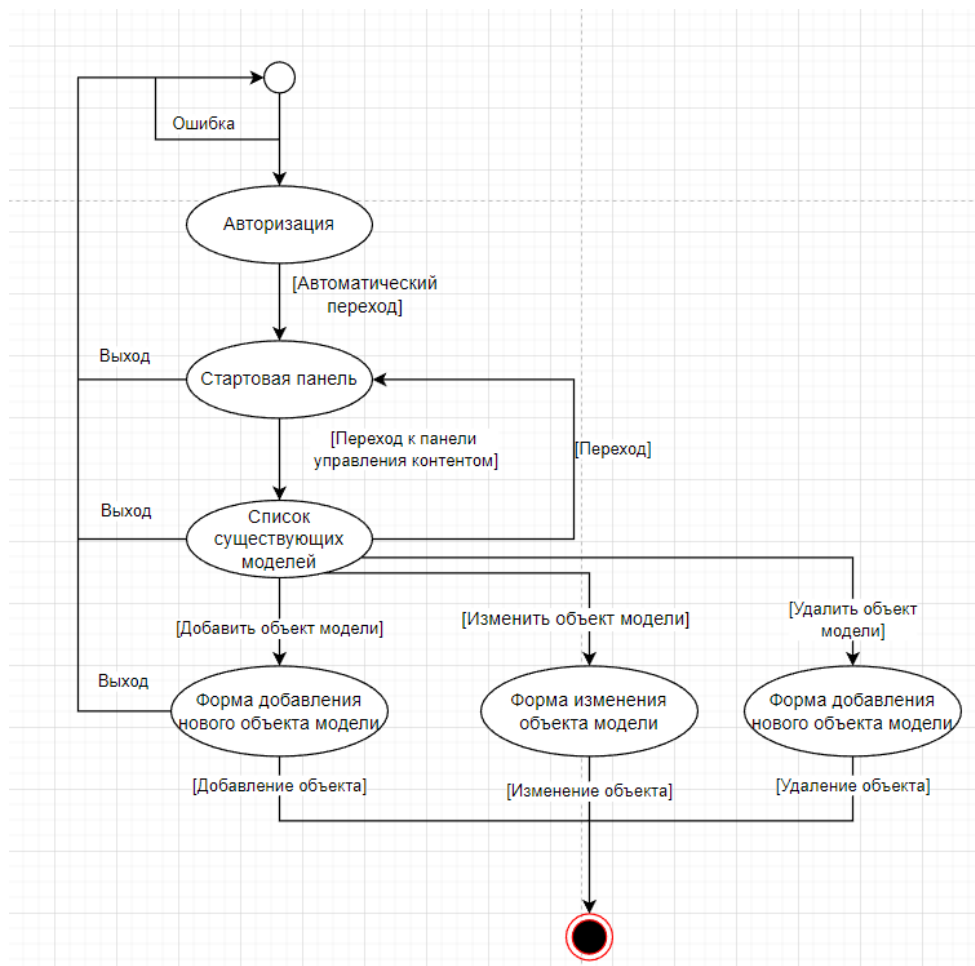 Ошибка
Авторизация
[Автоматический
переход]
Выход
Стартовая панель
[Переход к панели
управления контентом]
[Переход]
Выход
Список
существующих
моделей
[Добавить объект модели]
[Изменить объект модели]
[Удалить объект
модели]
Выход
Форма добавления
нового объекта модели
Форма изменения
объекта модели
Форма добавления
нового объекта модели
[Добавление объекта]
[Изменение объекта]
[Удаление объекта]